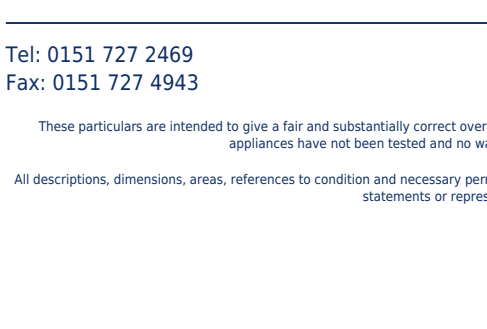 Tel: 0151 727 2469
Fax: 0151 727 4943
These particulars are intended to give a fair and substantially correct over
appliances have not been tested and no wa
All descriptions, dimensions, areas, references to condition and necessary per
statements or repres